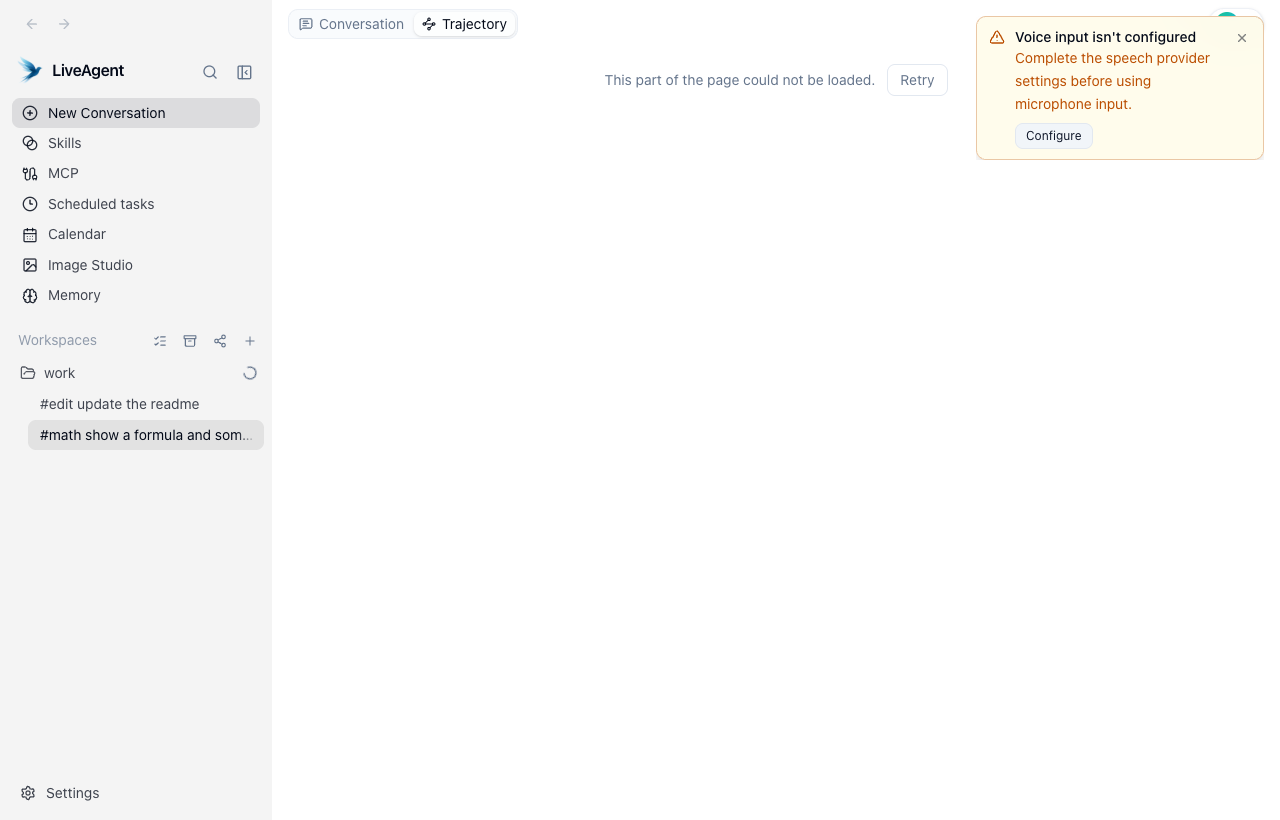 Conversation
Trajectory
Voice input isn't configured
Complete the speech provider
settings before using
microphone input.
Configure
This part of the page could not be loaded.
Retry
LiveAgent
New Conversation
Skills
MCP
Scheduled tasks
Calendar
Image Studio
Memory
Workspaces
work
#edit update the readme
#math show a formula and som...
Settings